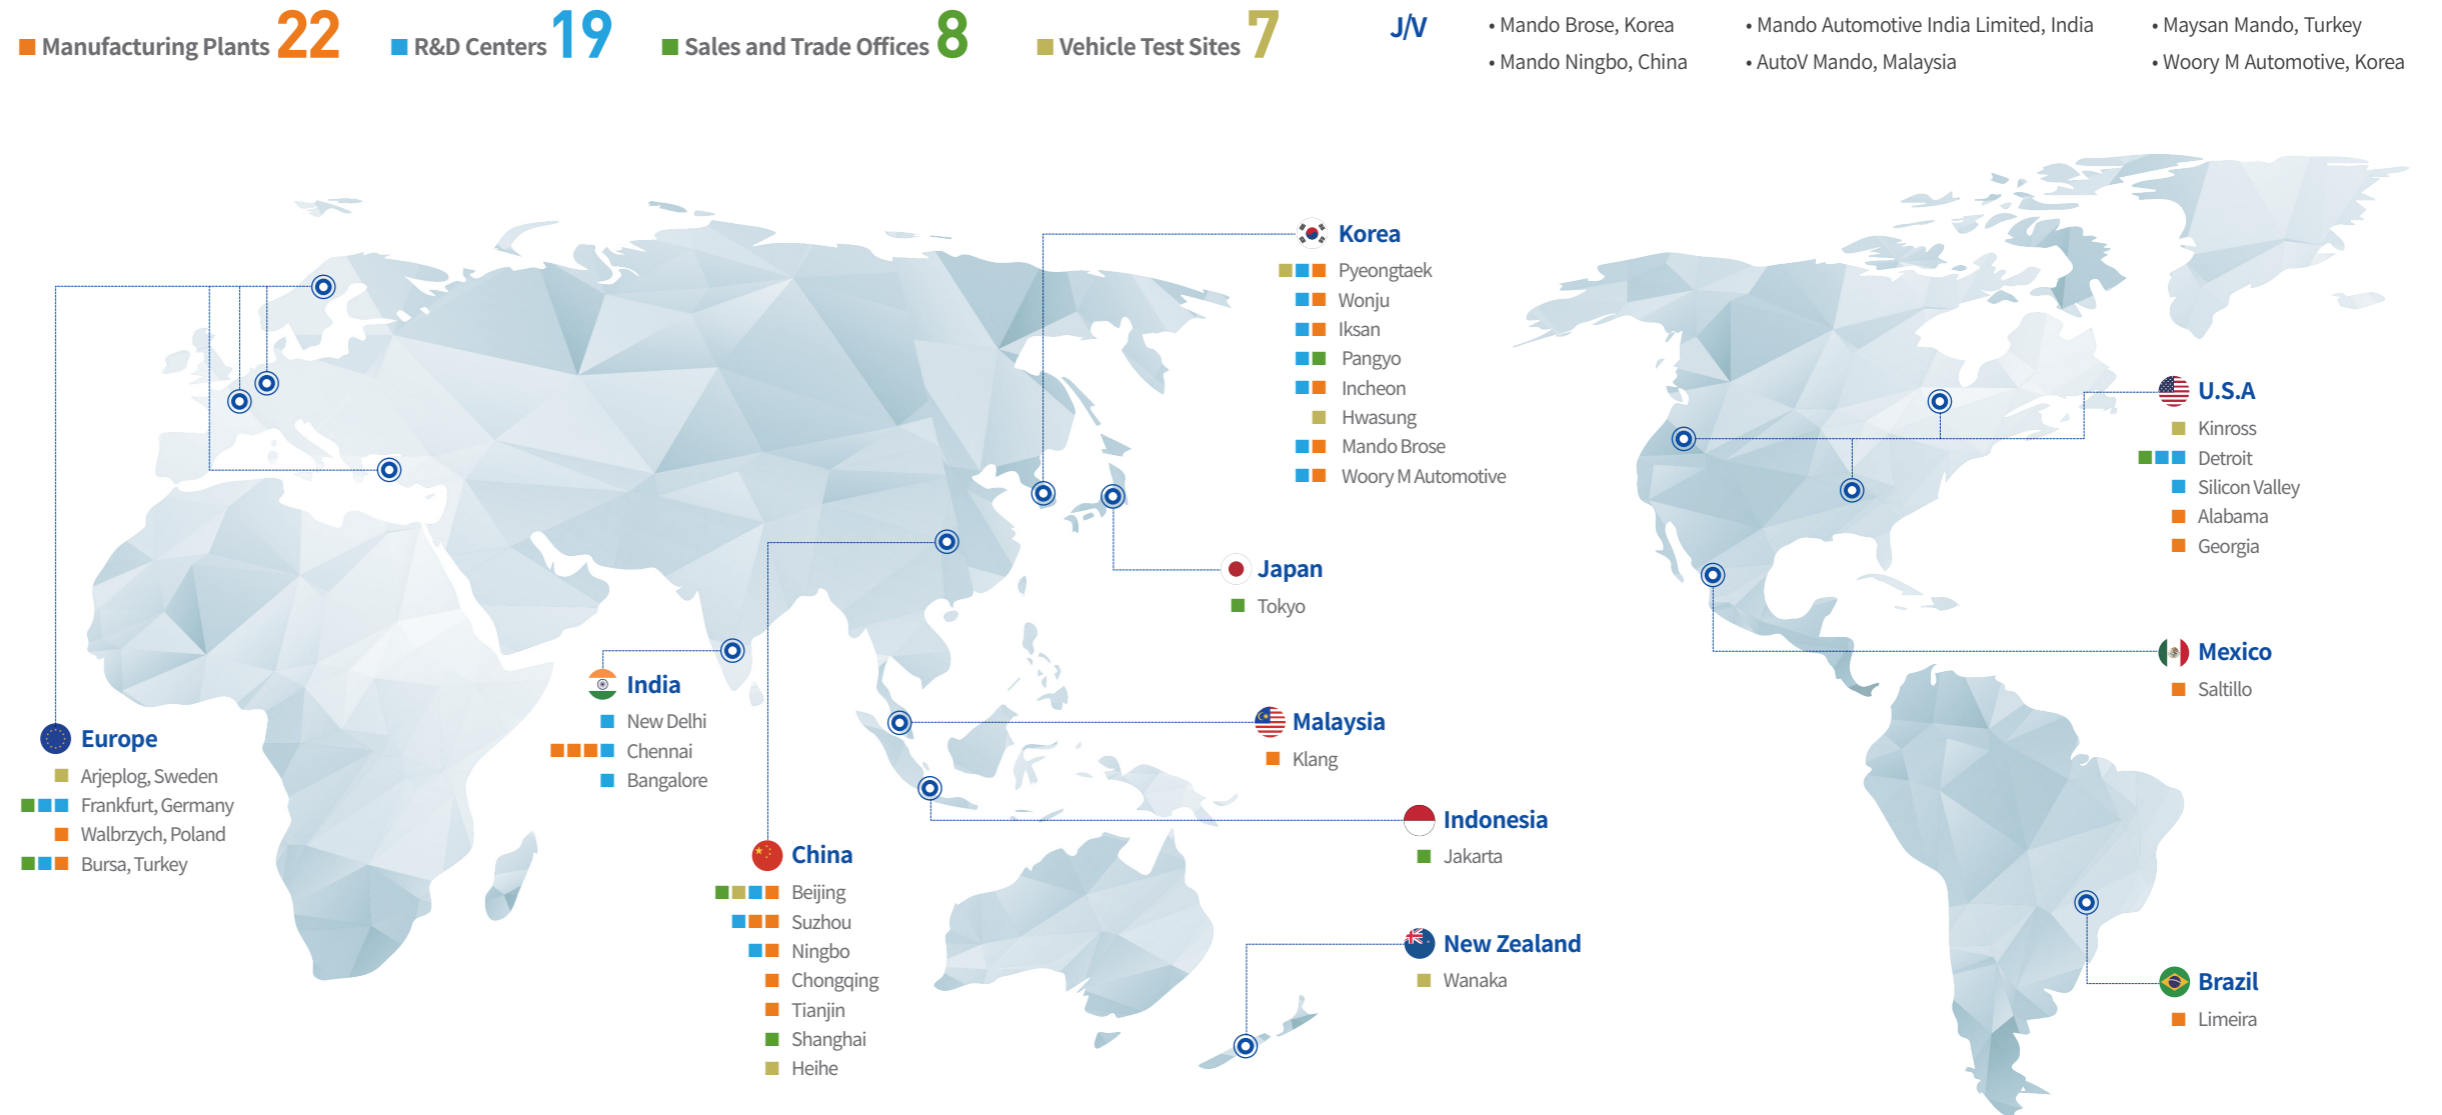 Manufacturing Plants 22
R&D Centers 19
Sales and Trade Offices 8
Vehicle Test Sites 7
J/V
• Mando Brose, Korea
• Mando Ningbo, China
• Mando Automotive India Limited, India
• AutoV Mando, Malaysia
• Maysan Mando, Turkey
• Woory M Automotive, Korea
Europe
Arjeplog, Sweden
Frankfurt, Germany
Walbrzych, Poland
Bursa, Turkey
India
New Delhi
Chennai
Bangalore
China
Beijing
Suzhou
Ningbo
Chongqing
Tianjin
Shanghai
Heihe
Korea
Pyeongtaek
Wonju
Iksan
Pangyo
Incheon
Hwasung
Mando Brose
Woory M Automotive
Japan
Tokyo
Malaysia
Klang
Indonesia
Jakarta
New Zealand
Wanaka
U.S.A
Kinross
Detroit
Silicon Valley
Alabama
Georgia
Mexico
Saltillo
Brazil
Limeira